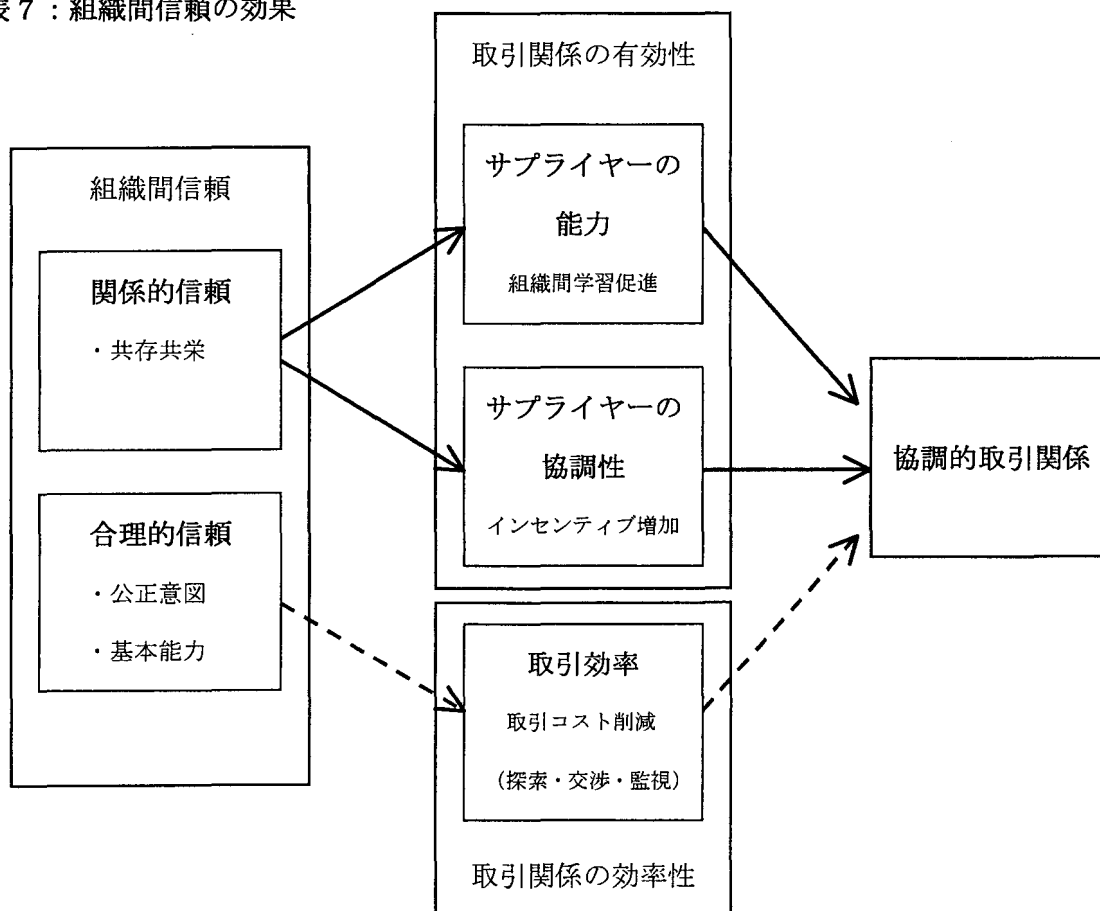 表7：組織間信頼の効果
組織間信頼
関係的信頼
・共存共栄
合理的信頼
・公正意図
・基本能力
取引関係の有効性
サプライヤーの
能力
組織間学習促進
サプライヤーの
協調性
インセンティブ増加
取引効率
取引コスト削減
（探索・交渉・監視）
取引関係の効率性
協調的取引関係